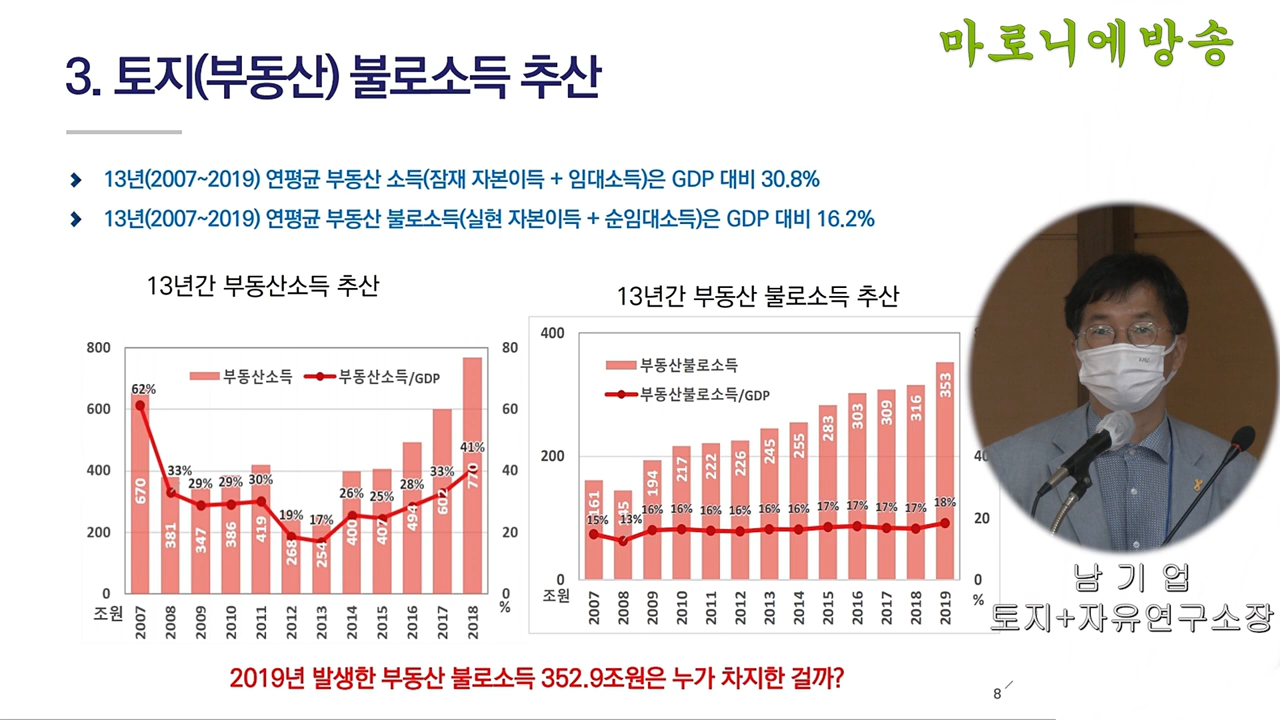 마로니에방송
3. 토지(부동산) 불로소득 추산
13년(2007~2019) 연평균 부동산 소득(잠재 자본이득 + 임대소득)은 GDP 대비 30.8%
13년(2007~2019) 연평균 부동산 불로소득(실현 자본이득 + 순임대소득)은 GDP 대비 16.2%
13년간 부동산소득 추산
800 80
부동산소득 부동산소득/GDP
600 60
400 40
200 20
0 0
조원 %
62% 33% 29% 29% 30% 19% 17% 26% 25% 28% 33% 41%
670 381 347 386 419 268 254 400 407 494 602 770
2007 2008 2009 2010 2011 2012 2013 2014 2015 2016 2017 2018
13년간 부동산 불로소득 추산
400
부동산불로소득
부동산불로소득/GDP
200 40
20
0 0
조원 %
161 194 217 222 226 245 255 283 303 309 316 353
15% 13% 16% 16% 16% 16% 16% 16% 17% 17% 17% 17% 18%
2007 2008 2009 2010 2011 2012 2013 2014 2015 2016 2017 2018 2019
남 기 업
토지+자유연구소장
2019년 발생한 부동산 불로소득 352.9조원은 누가 차지한 걸까?
8